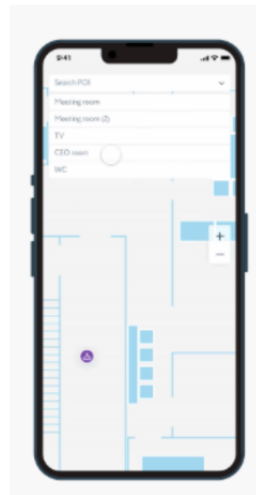 9:41
Search POI
Meeting room
Meeting room (2)
TV
CEO room
WC
+
−